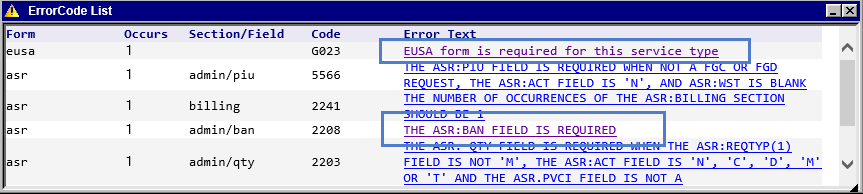 ErrorCode List
Form Occurs Section/Field Code Error Text
eusa 1 G023 EUSA form is required for this service type
asr 1 admin/piu 5566 THE ASR:PIU FIELD IS REQUIRED WHEN NOT A FGC OR FGD
REQUEST, THE ASR:ACT FIELD IS 'N', AND ASR:WST IS BLANK
asr 1 billing 2241 THE NUMBER OF OCCURRENCES OF THE ASR:BILLING SECTION
SHOULD BE 1
asr 1 admin/ban 2208 THE ASR:BAN FIELD IS REQUIRED
asr 1 admin/qty 2203 THE ASR. QTY FIELD IS REQUIRED WHEN THE ASR:REQTYP(1)
FIELD IS NOT 'M', THE ASR:ACT FIELD IS 'N', 'C', 'D', 'M'
OR 'T' AND THE ASR.PVCI FIELD IS NOT A